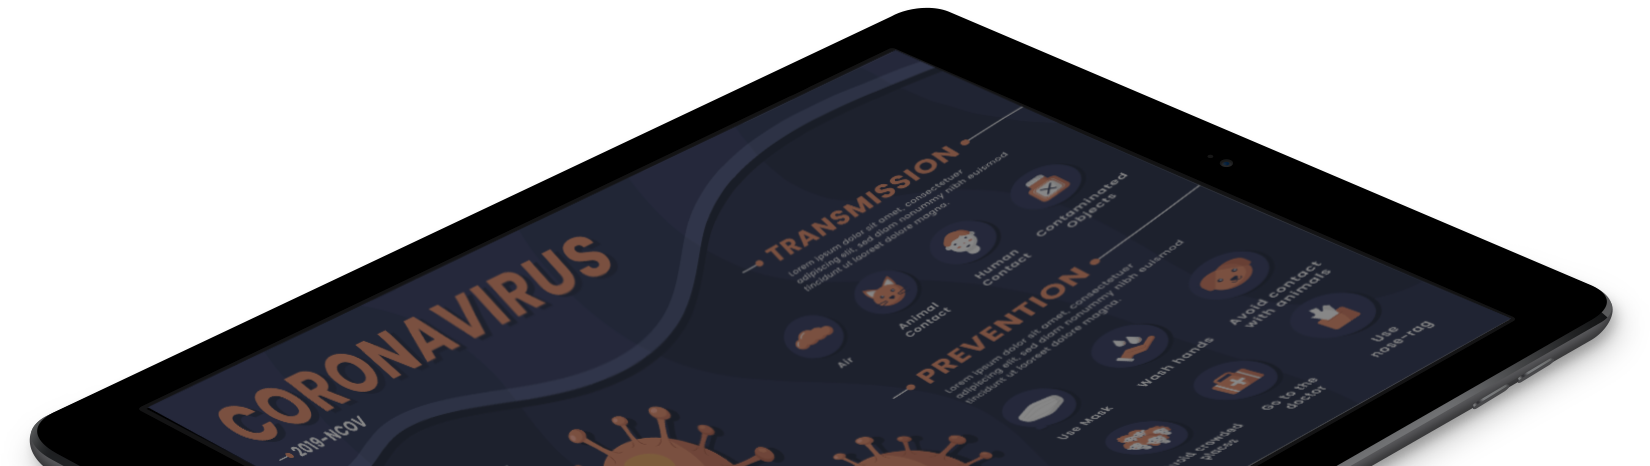 CORONAVIRUS
2019-NCOV
TRANSMISSION
Lorem ipsum dolor sit amet, consectetuer
adipiscing elit, sed diam nonummy nibh euismod
tincidunt ut laoreet dolore magna.
Air
Animal
Contact
Human
Contact
Contaminated
Objects
PREVENTION
Lorem ipsum dolor sit amet, consectetuer
adipiscing elit, sed diam nonummy nibh euismod
tincidunt ut laoreet dolore magna.
Use Mask
Wash hands
Avoid contact
with animals
crowded
places
Go to the
doctor
Use
nose-rag